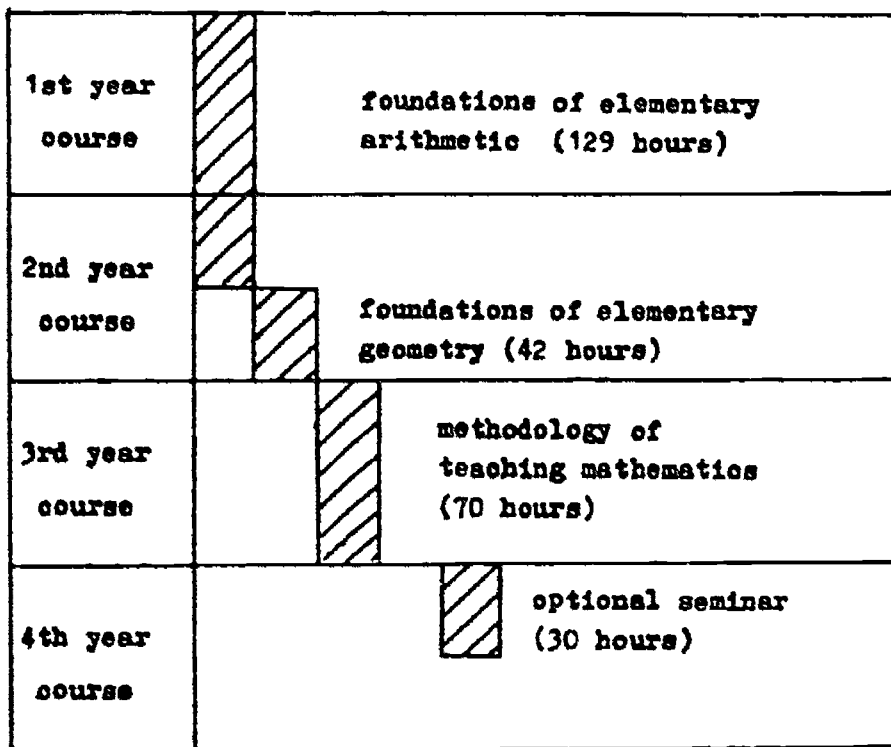 1st year
course
foundations of elementary
arithmetic (129 hours)
2nd year
course
foundations of elementary
geometry (42 hours)
3rd year
course
methodology of
teaching mathematics
(70 hours)
4th year
course
optional seminar
(30 hours)